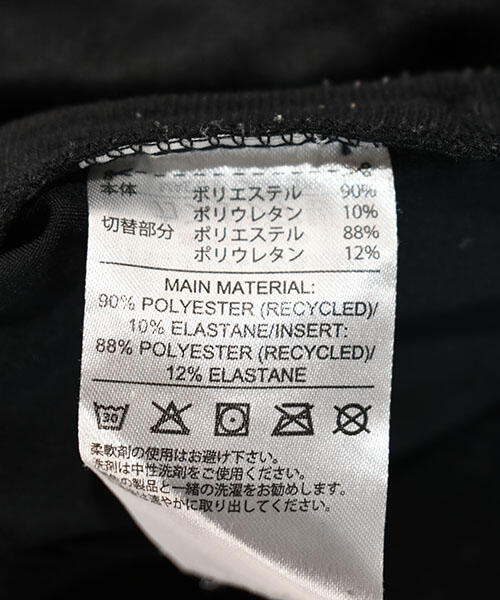 本体 ポリエステル 90%
ポリウレタン 10%
切替部分 ポリエステル 88%
ポリウレタン 12%
MAIN MATERIAL:
90% POLYESTER (RECYCLED)/
10% ELASTANE/INSERT:
88% POLYESTER (RECYCLED)/
12% ELASTANE
30
柔軟剤の使用はお避け下さい。
洗剤は中性洗剤をご使用ください。
の製品と一緒の洗濯をお勧めします。
は速やかに取り出してください。